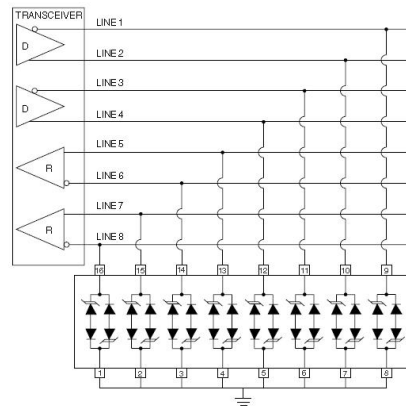 TRANSCEIVER
LINE 1
D
LINE 2
LINE 3
D
LINE 4
LINE 5
R
LINE 6
LINE 7
R
LINE 8
16 15 14 13 12 11 10 9
1 2 3 4 5 6 7 8